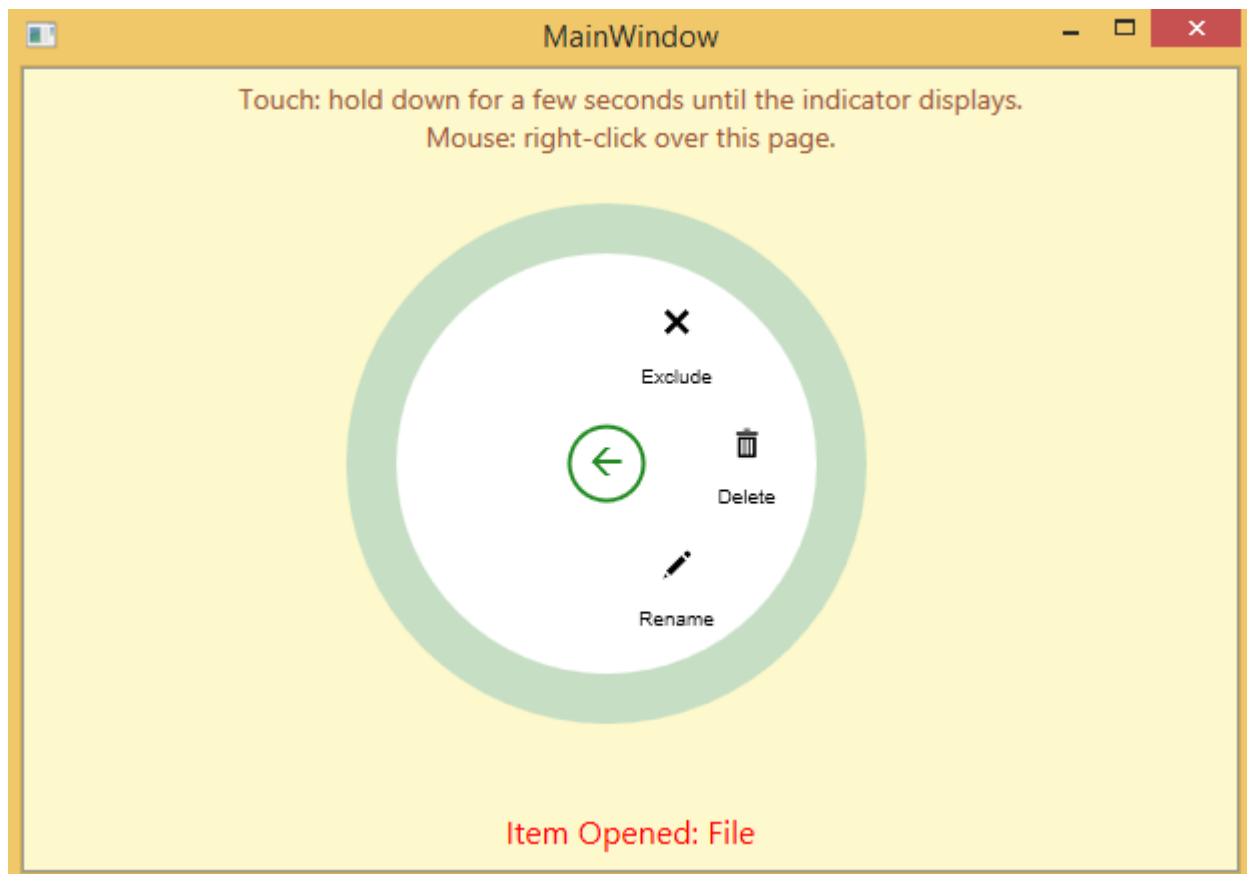 MainWindow
Touch: hold down for a few seconds until the indicator displays.
Mouse: right-click over this page.
Exclude
Delete
Rename
Item Opened: File